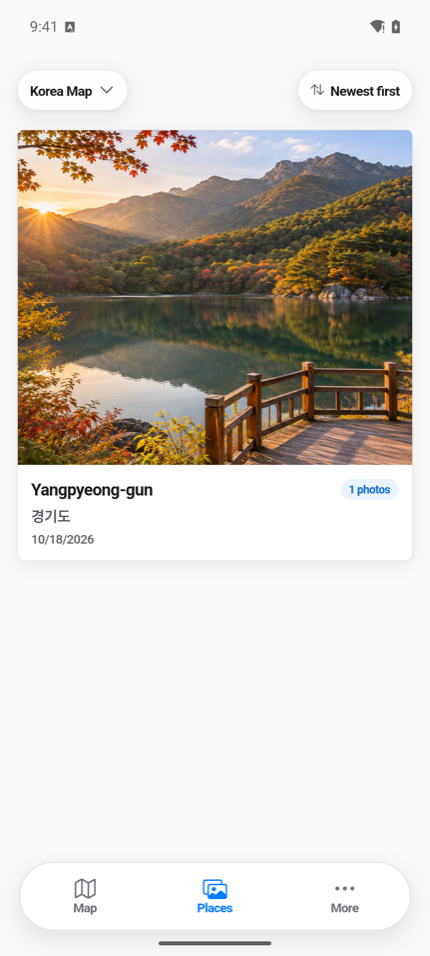 9:41
Korea Map
Newest first
Yangpyeong-gun
1 photos
경기도
10/18/2026
Map
Places
More